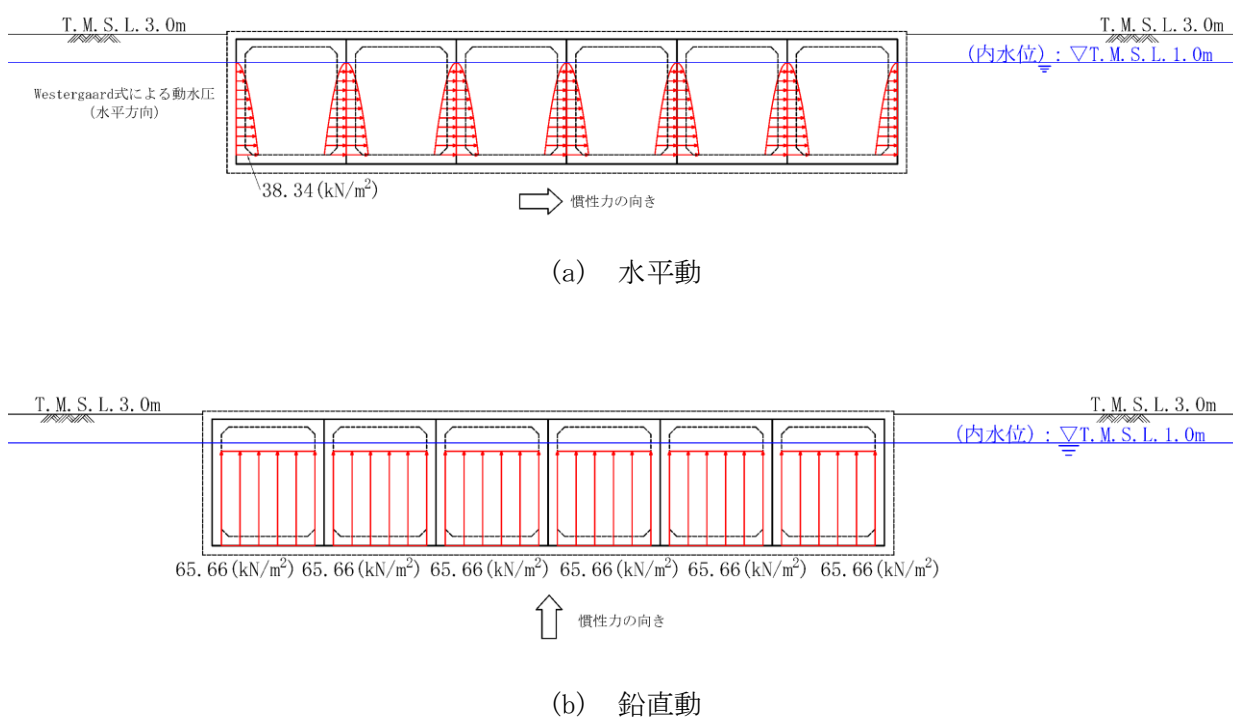 T.M.S.L.3.0m
T.M.S.L.3.0m
(内水位):▽T.M.S.L.1.0m
Westergaard式による動水圧
(水平方向)
38.34(kN/m²)
慣性力の向き
(a) 水平動
T.M.S.L.3.0m
T.M.S.L.3.0m
(内水位):▽T.M.S.L.1.0m
65.66(kN/m²) 65.66(kN/m²) 65.66(kN/m²) 65.66(kN/m²) 65.66(kN/m²) 65.66(kN/m²)
慣性力の向き
(b) 鉛直動